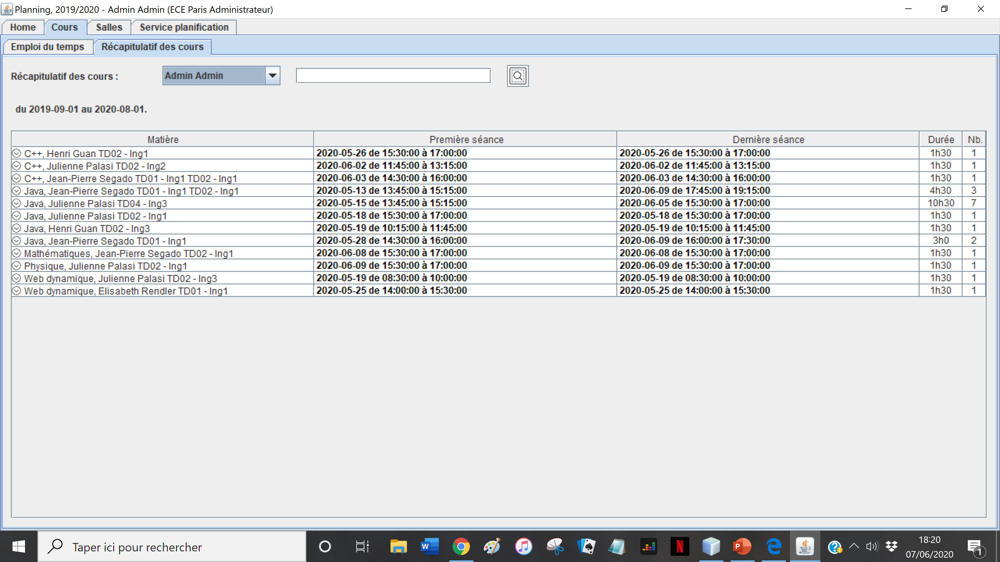 Planning, 2019/2020 - Admin Admin (ECE Paris Administrateur)
Home Cours Salles Service planification
Emploi du temps Récapitulatif des cours
Récapitulatif des cours : Admin Admin
du 2019-09-01 au 2020-08-01.
Matière Première séance Dernière séance Durée Nb.
C++, Henri Guan TD02 - Ing1 2020-05-26 de 15:30:00 à 17:00:00 2020-05-26 de 15:30:00 à 17:00:00 1h30 1
C++, Julienne Palasi TD02 - Ing2 2020-06-02 de 11:45:00 à 13:15:00 2020-06-02 de 11:45:00 à 13:15:00 1h30 1
C++, Jean-Pierre Segado TD01 - Ing1 TD02 - Ing1 2020-06-03 de 14:30:00 à 16:00:00 2020-06-03 de 14:30:00 à 16:00:00 1h30 1
Java, Jean-Pierre Segado TD01 - Ing1 TD02 - Ing1 2020-05-13 de 13:45:00 à 15:15:00 2020-06-09 de 17:45:00 à 19:15:00 4h30 3
Java, Julienne Palasi TD04 - Ing3 2020-05-15 de 13:45:00 à 15:15:00 2020-06-05 de 15:30:00 à 17:00:00 10h30 7
Java, Julienne Palasi TD02 - Ing1 2020-05-18 de 15:30:00 à 17:00:00 2020-05-18 de 15:30:00 à 17:00:00 1h30 1
Java, Henri Guan TD02 - Ing3 2020-05-19 de 10:15:00 à 11:45:00 2020-05-19 de 10:15:00 à 11:45:00 1h30 1
Java, Jean-Pierre Segado TD01 - Ing1 2020-05-28 de 14:30:00 à 16:00:00 2020-06-09 de 16:00:00 à 17:30:00 3h0 2
Mathématiques, Jean-Pierre Segado TD02 - Ing1 2020-06-08 de 15:30:00 à 17:00:00 2020-06-08 de 15:30:00 à 17:00:00 1h30 1
Physique, Julienne Palasi TD02 - Ing1 2020-06-09 de 15:30:00 à 17:00:00 2020-06-09 de 15:30:00 à 17:00:00 1h30 1
Web dynamique, Julienne Palasi TD02 - Ing3 2020-05-19 de 08:30:00 à 10:00:00 2020-05-19 de 08:30:00 à 10:00:00 1h30 1
Web dynamique, Elisabeth Rendler TD01 - Ing1 2020-05-25 de 14:00:00 à 15:30:00 2020-05-25 de 14:00:00 à 15:30:00 1h30 1
Taper ici pour rechercher
W
N
P
18:20
07/06/2020
1